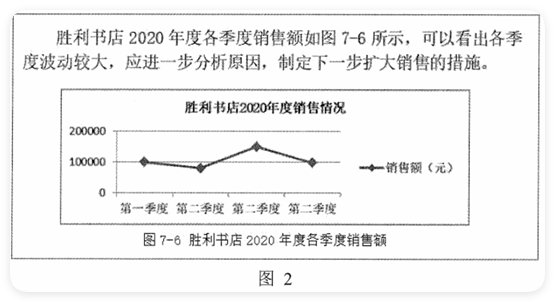 胜利书店 2020 年度各季度销售额如图 7-6 所示，可以看出各季
度波动较大，应进一步分析原因，制定下一步扩大销售的措施。
胜利书店2020年度销售情况
200000
100000
0
销售额（元）
第一季度 第二季度 第二季度 第二季度
图 7-6 胜利书店 2020 年度各季度销售额
图 2